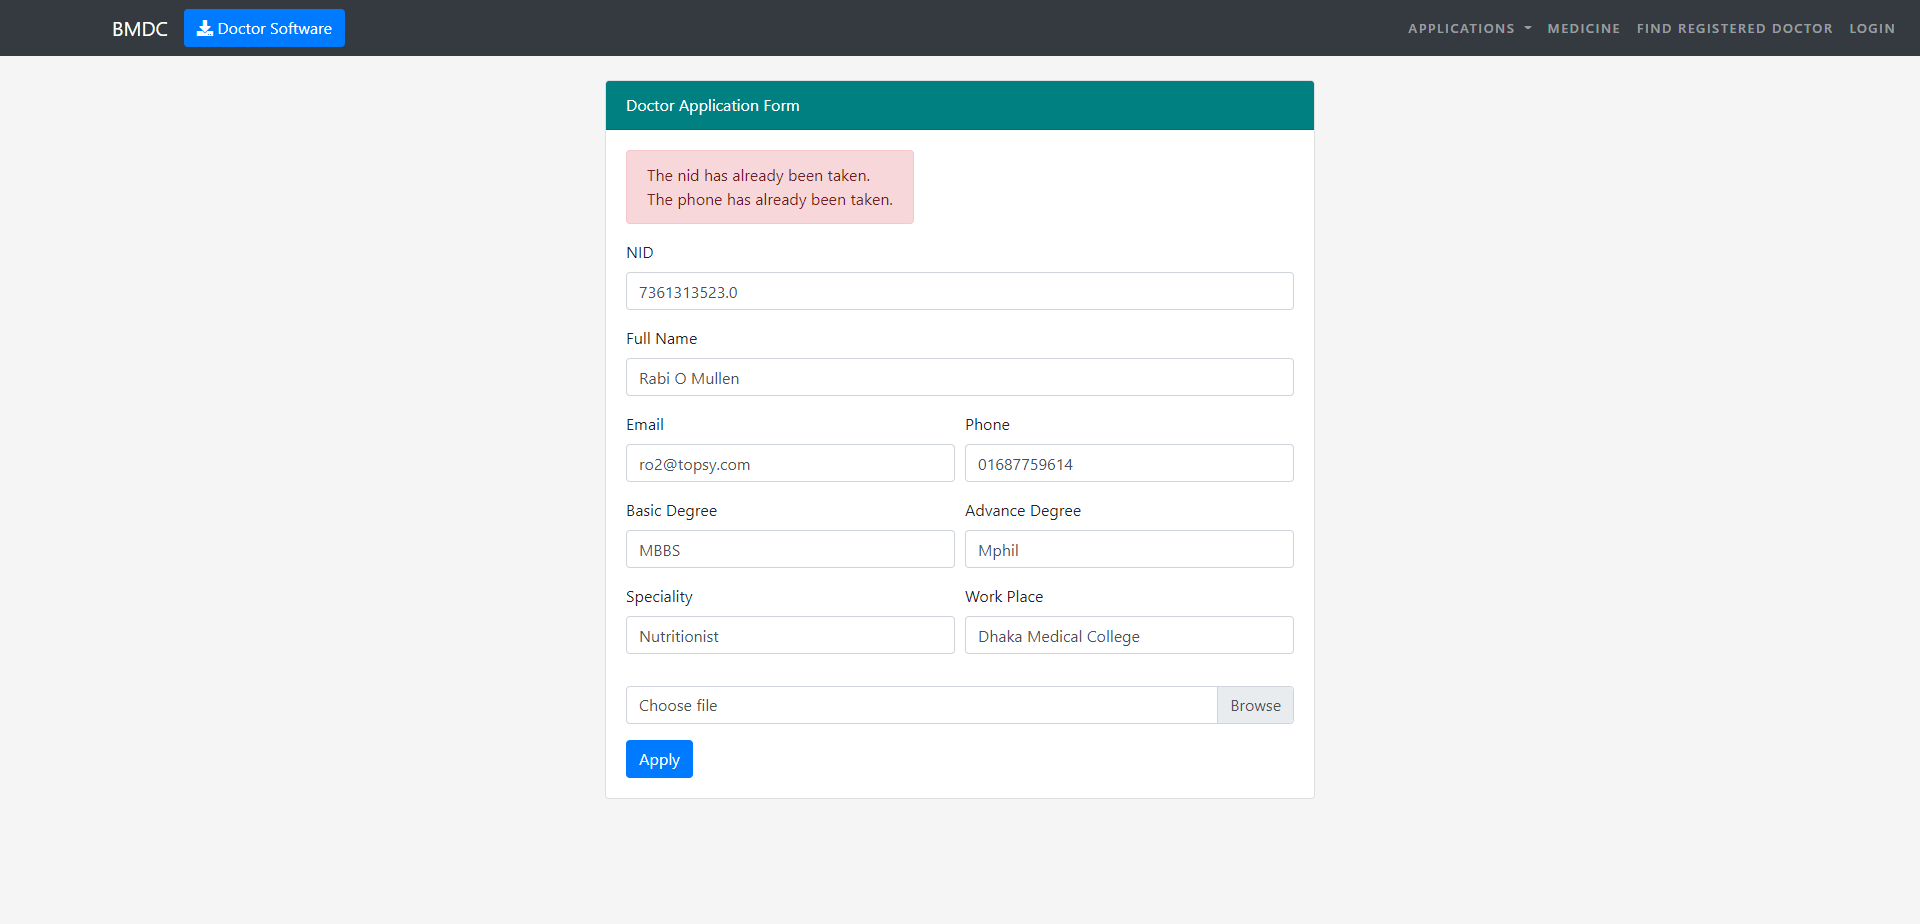 BMDC
Doctor Software
APPLICATIONS
MEDICINE
FIND REGISTERED DOCTOR
LOGIN
Doctor Application Form
The nid has already been taken.
The phone has already been taken.
NID
7361313523.0
Full Name
Rabi O Mullen
Email
Phone
ro2@topsy.com
01687759614
Basic Degree
Advance Degree
MBBS
Mphil
Speciality
Work Place
Nutritionist
Dhaka Medical College
Choose file
Browse
Apply